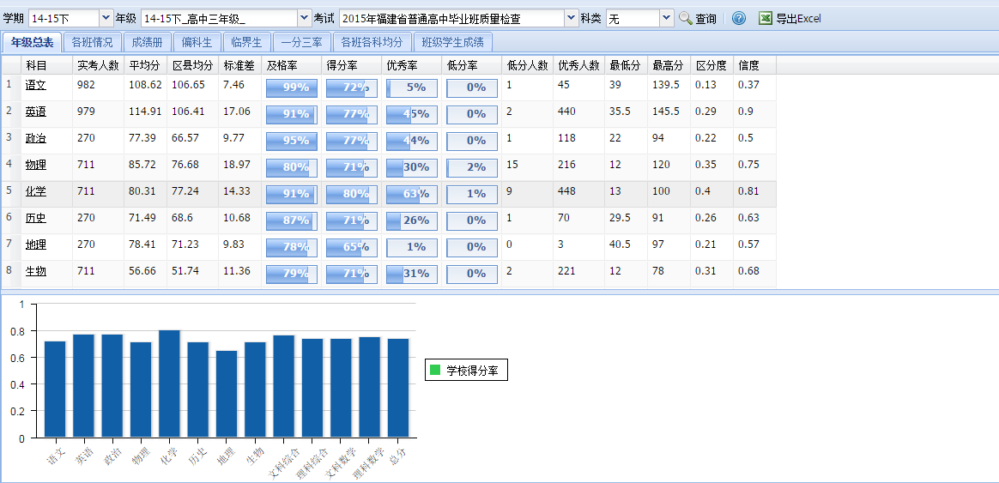 学期 14-15下 年级 14-15下_高中三年级_ 考试 2015年福建省普通高中毕业班质量检查 科类 无 查询 导出Excel
年级总表 各班情况 成绩册 偏科生 临界生 一分三率 各班各科均分 班级学生成绩
科目 实考人数 平均分 区县均分 标准差 及格率 得分率 优秀率 低分率 低分人数 优秀人数 最低分 最高分 区分度 信度
1 语文 982 108.62 106.65 7.46 99% 72% 5% 0% 1 45 39 139.5 0.13 0.37
2 英语 979 114.91 106.41 17.06 91% 77% 45% 0% 2 440 35.5 145.5 0.29 0.9
3 政治 270 77.39 66.57 9.77 95% 77% 44% 0% 1 118 22 94 0.22 0.5
4 物理 711 85.72 76.68 18.97 80% 71% 30% 2% 15 216 12 120 0.35 0.75
5 化学 711 80.31 77.24 14.33 91% 80% 63% 1% 9 448 13 100 0.4 0.81
6 历史 270 71.49 68.6 10.68 87% 71% 26% 0% 1 70 29.5 91 0.26 0.63
7 地理 270 78.41 71.23 9.83 78% 65% 1% 0% 0 3 40.5 97 0.21 0.57
8 生物 711 56.66 51.74 11.36 79% 71% 31% 0% 2 221 12 78 0.31 0.68
1
0.8
0.6
0.4
0.2
0
学校得分率
语文 英语 政治 物理 化学 历史 地理 生物 文科综合 理科综合 文科数学 理科数学 总分